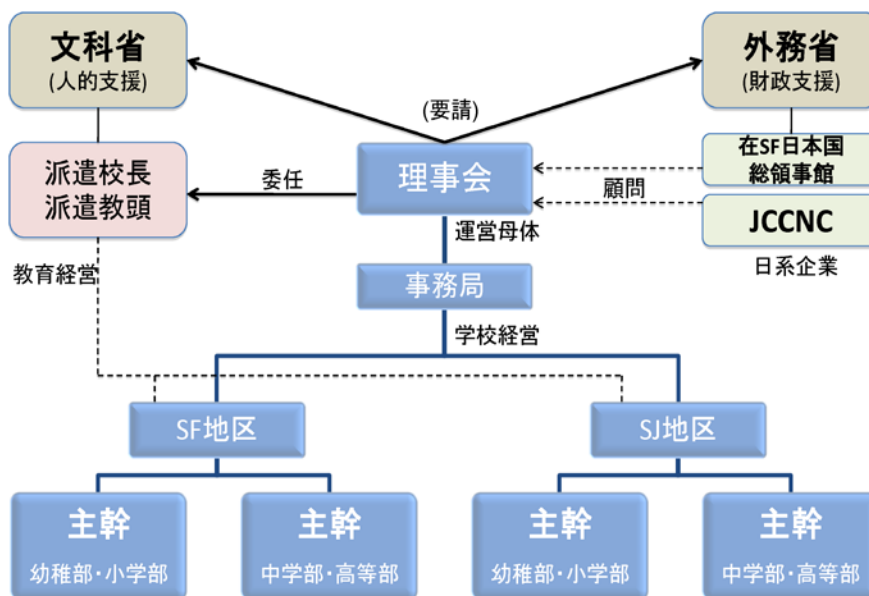 文科省
(人的支援)
外務省
(財政支援)
(要請)
派遣校長
派遣教頭
委任
理事会
在SF日本国
総領事館
顧問
JCCNC
運営母体
日系企業
教育経営
事務局
学校経営
SF地区
SJ地区
主幹
幼稚部・小学部
主幹
中学部・高等部
主幹
幼稚部・小学部
主幹
中学部・高等部